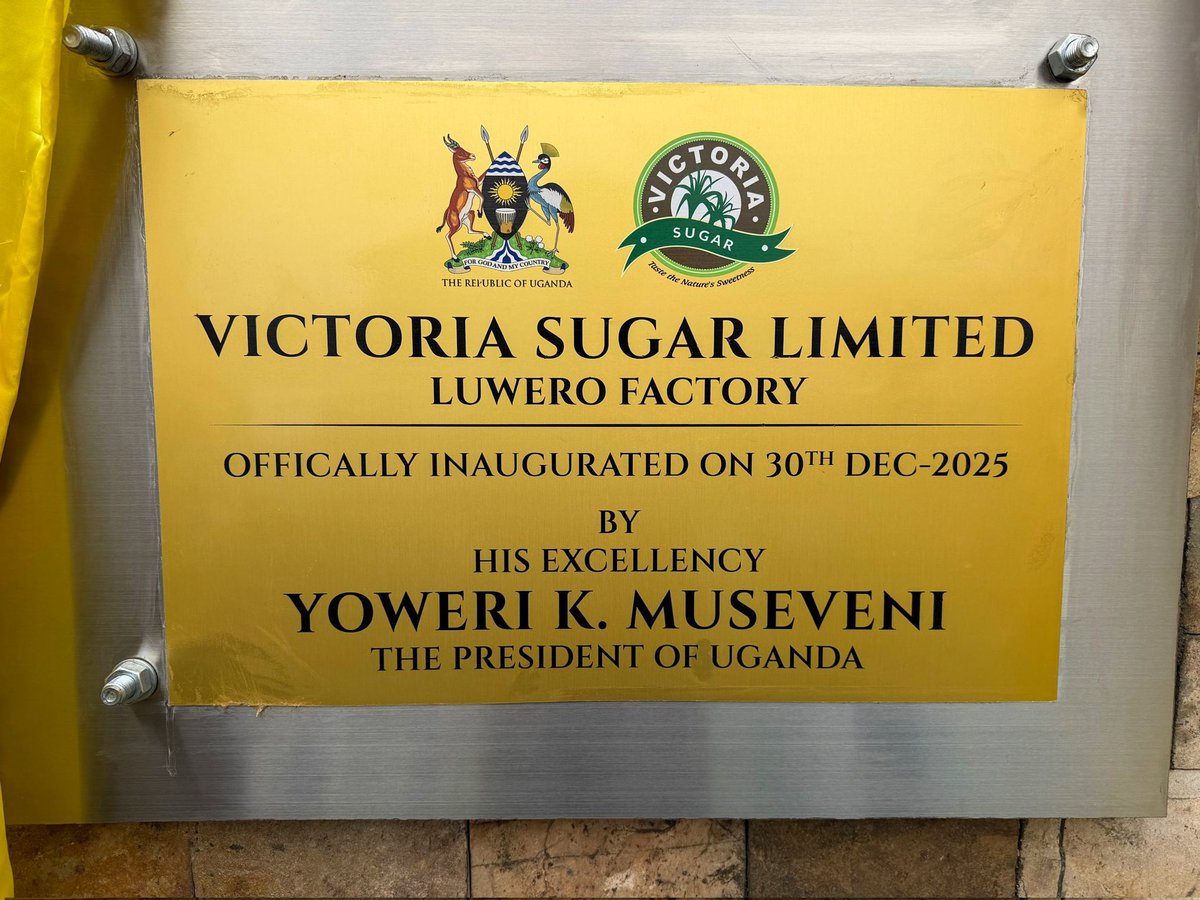 FOR GOD AND MY COUNTRY
THE REPUBLIC OF UGANDA
VICTORIA
SUGAR
Taste the Nature's Sweetness
VICTORIA SUGAR LIMITED
LUWERO FACTORY
OFFICALLY INAUGURATED ON 30TH DEC-2025
BY
HIS EXCELLENCY
YOWERI K. MUSEVENI
THE PRESIDENT OF UGANDA